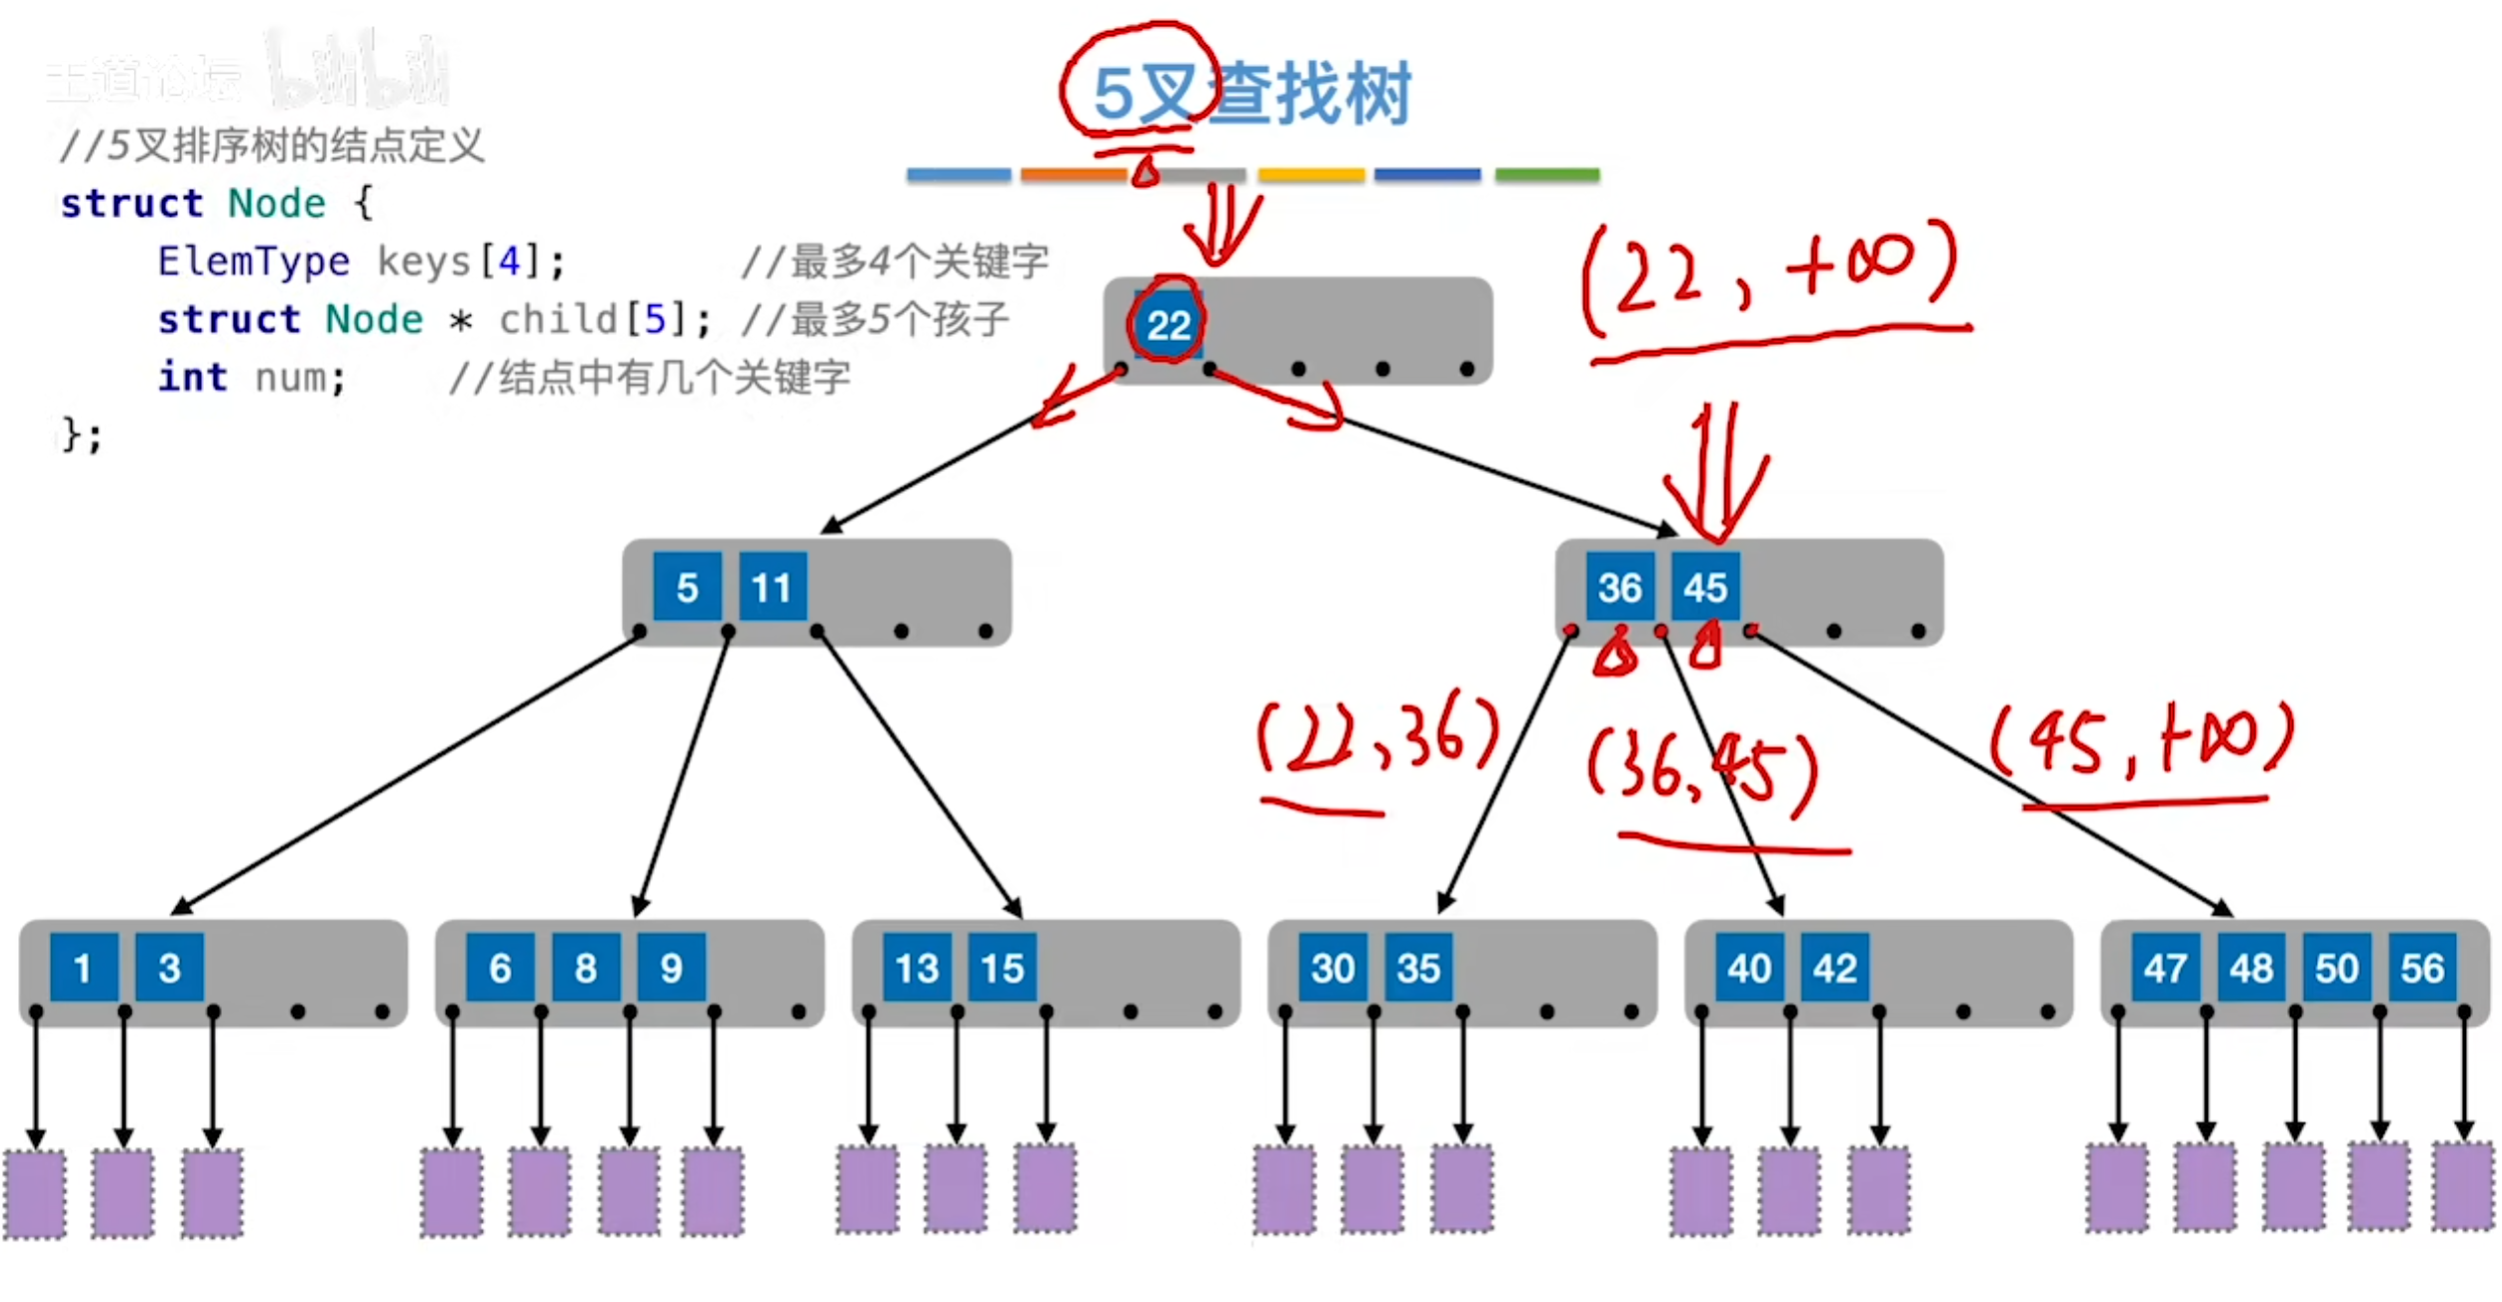 王道论坛 bilibili
5叉查找树
//5叉排序树的结点定义
struct Node {
ElemType keys[4]; //最多4个关键字
struct Node * child[5]; //最多5个孩子
int num; //结点中有几个关键字
};
(22, +∞)
22
5 11
36 45
(22,36)
(36,45)
(45,+∞)
1 3
6 8 9
13 15
30 35
40 42
47 48 50 56